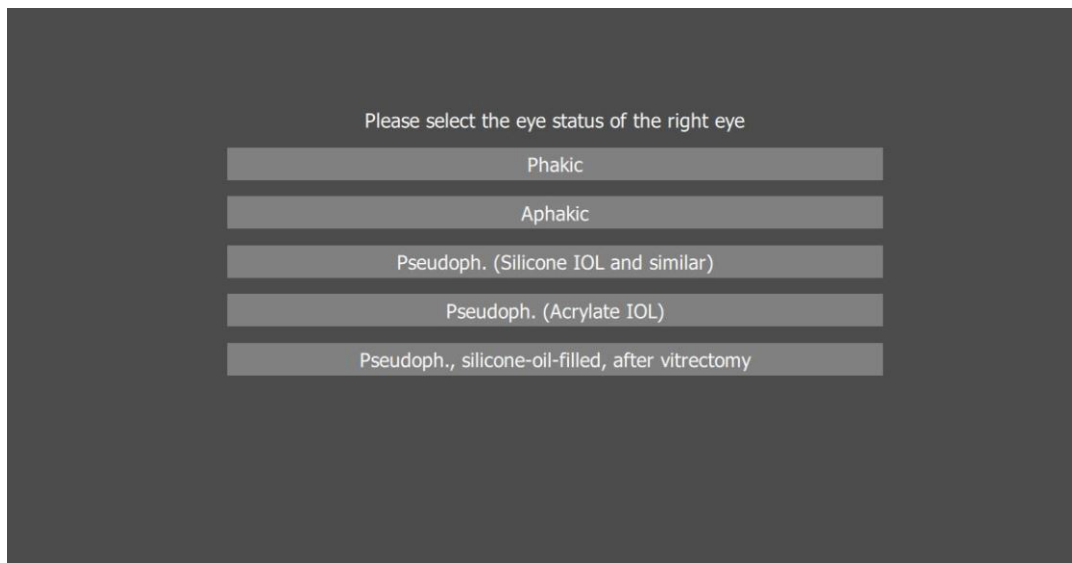 Please select the eye status of the right eye
Phakic
Aphakic
Pseudoph. (Silicone IOL and similar)
Pseudoph. (Acrylate IOL)
Pseudoph., silicone-oil-filled, after vitrectomy